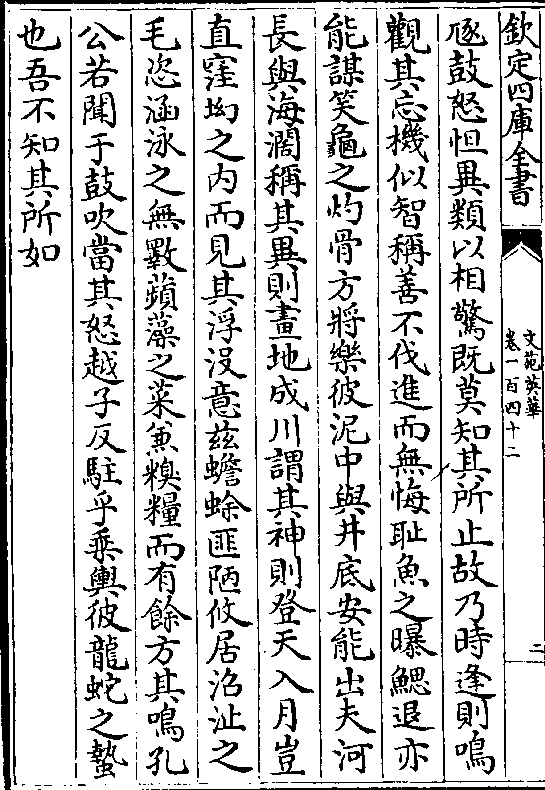 欽定四庫全書
文苑英華
卷一百四十二
二
鼓怒怛異類以相驚既莫知其所止故乃時逢則鳴
觀其忘機似智稱善不伐進而無悔耻魚之曝鰓退亦
能謀笑龜之灼骨方將樂彼泥中與井底安能出夫河
長與海濶稱其異則畫地成川謂其神則登天入月豈
直窪坳之内而見其浮没意兹蟾蜍匪陋攸居沼沚之
毛恣涵泳之無數蘋藻之菜兼糗糧而有餘方其鳴孔
公若聞于鼓吹當其怒越子反駐乎乘輿彼龍蛇之蟄
也吾不知其所如